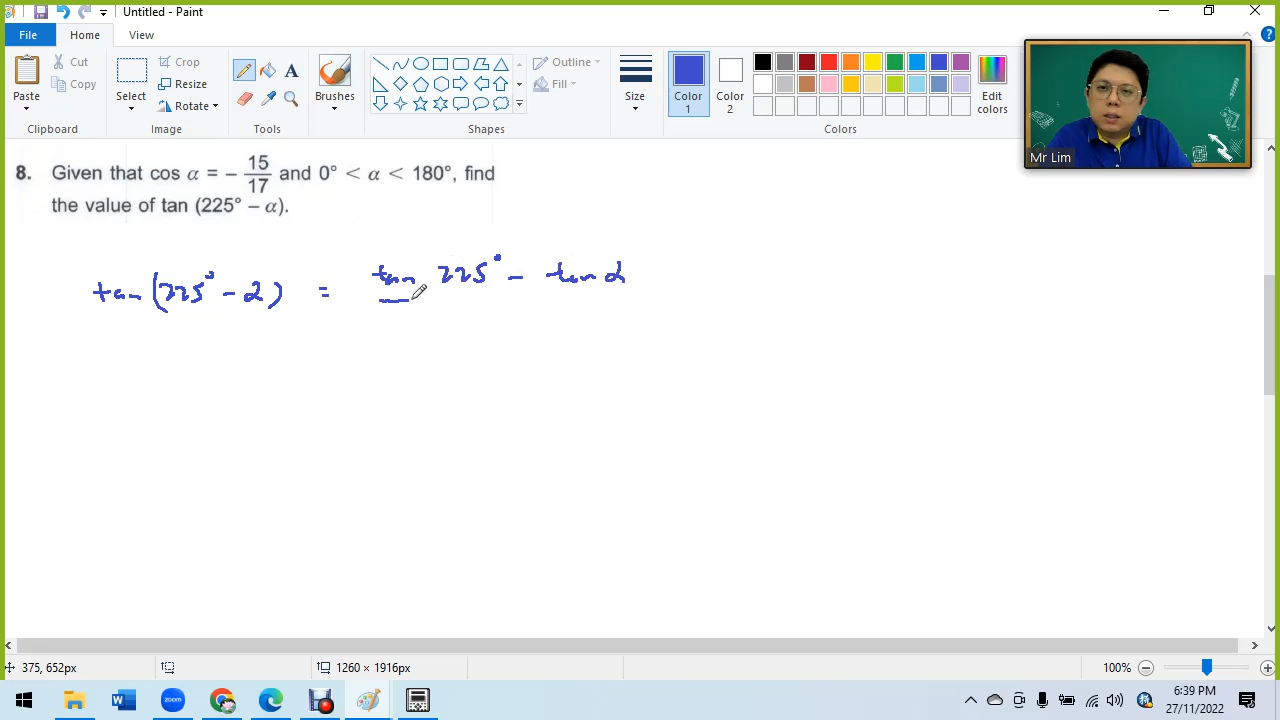 Untitled - Paint
File Home View
Paste Cut Copy Clipboard
Select Crop Resize Rotate Image
Tools
Brushes
Outline Fill Shapes
Size
Color 1 Color 2
Edit colors
Colors
Mr Lim
8. Given that cos α = – 15/17 and 0° < α < 180°, find
the value of tan (225° – α).
tan (225° - α) = tan 225° - tan α
375, 652px 1260 × 1916px 100%
zoom
6:39 PM
27/11/2022